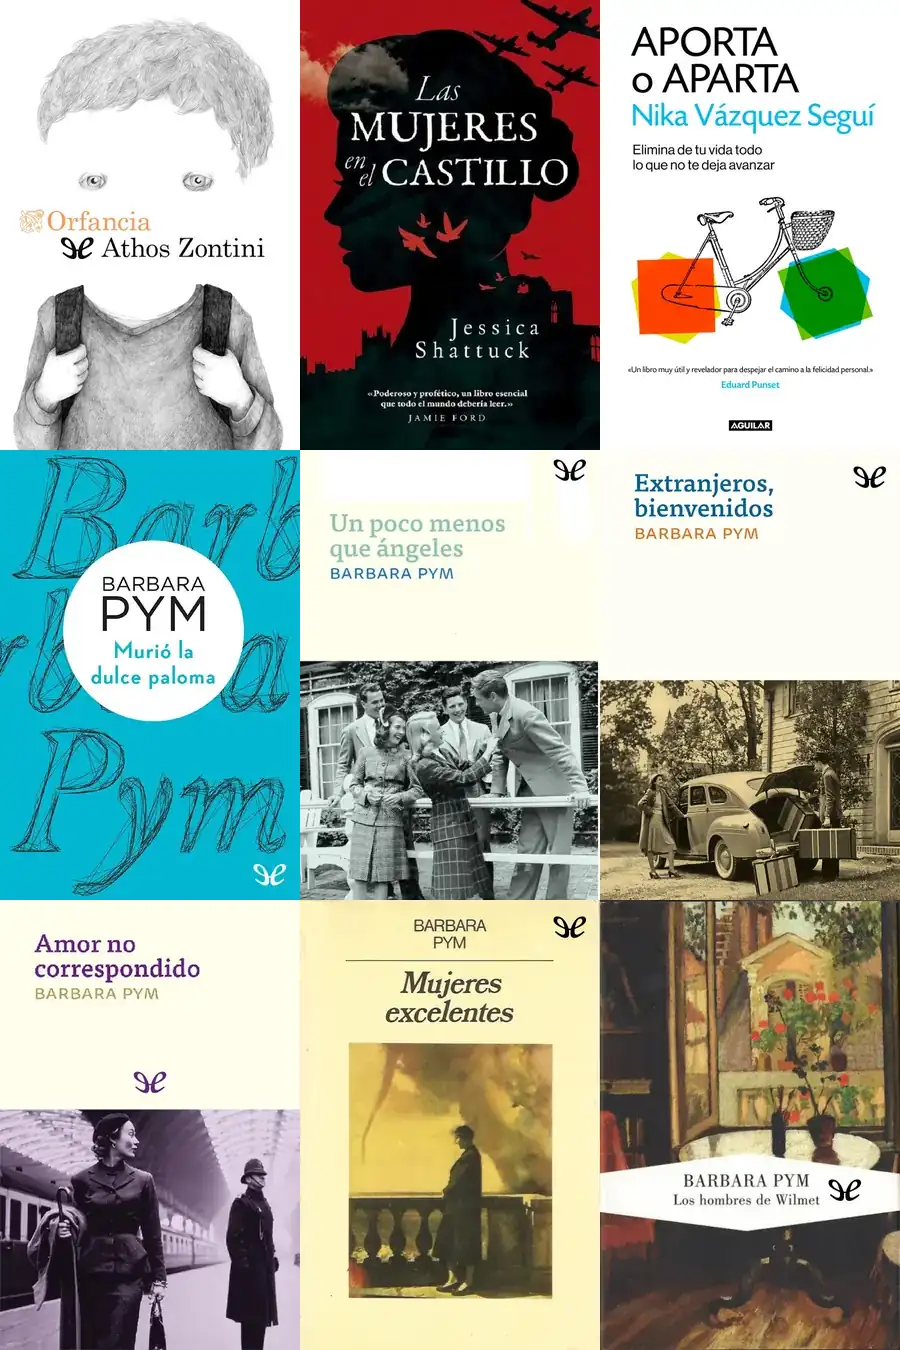 Orfancia
Athos Zontini
Las
MUJERES
en el CASTILLO
Jessica
Shattuck
«Poderoso y profético, un libro esencial
que todo el mundo debería leer.»
JAMIE FORD
APORTA
o APARTA
Nika Vázquez Seguí
Elimina de tu vida todo
lo que no te deja avanzar
«Un libro muy útil y revelador para despejar el camino a la felicidad personal.»
Eduard Punset
AGUILAR
Barb
rbara
Pym
BARBARA
PYM
Murió la
dulce paloma
Un poco menos
que ángeles
BARBARA PYM
Extranjeros,
bienvenidos
BARBARA PYM
Amor no
correspondido
BARBARA PYM
BARBARA
PYM
Mujeres
excelentes
BARBARA PYM
Los hombres de Wilmet